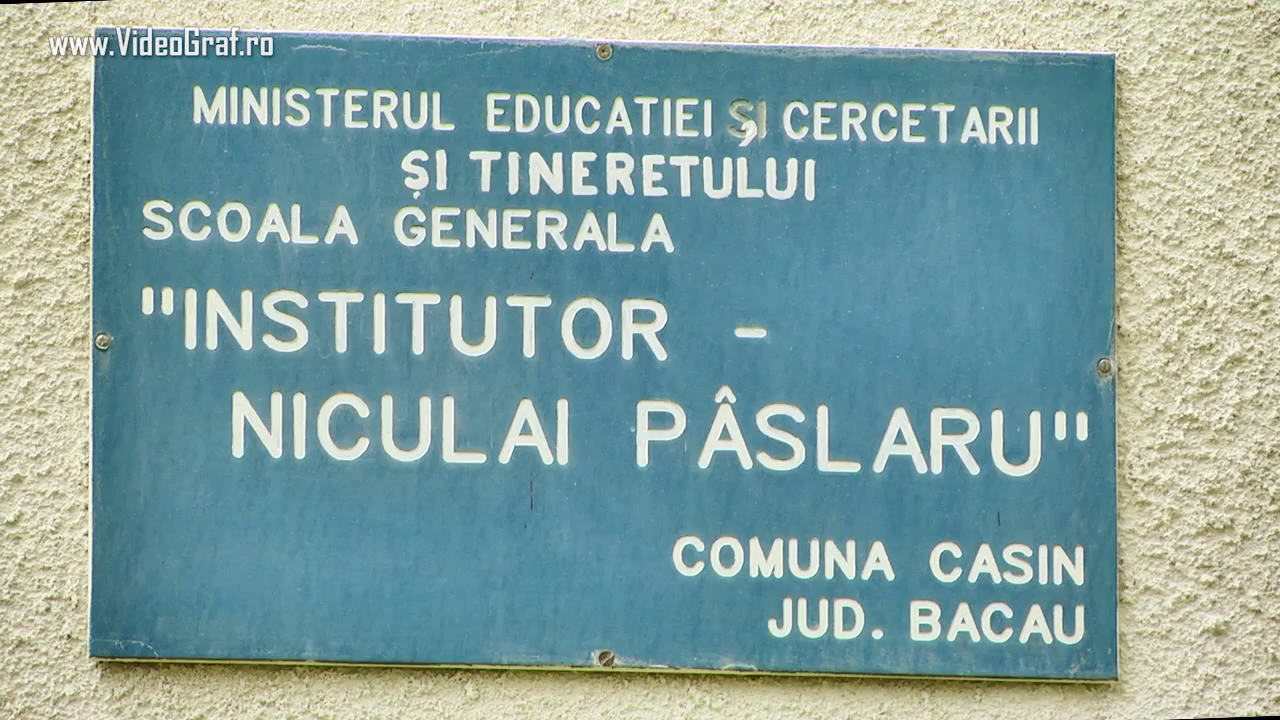 www.VideoGraf.ro
MINISTERUL EDUCATIEI ȘI CERCETARII
ȘI TINERETULUI
SCOALA GENERALA
"INSTITUTOR -
NICULAI PÂSLARU"
COMUNA CASIN
JUD. BACAU